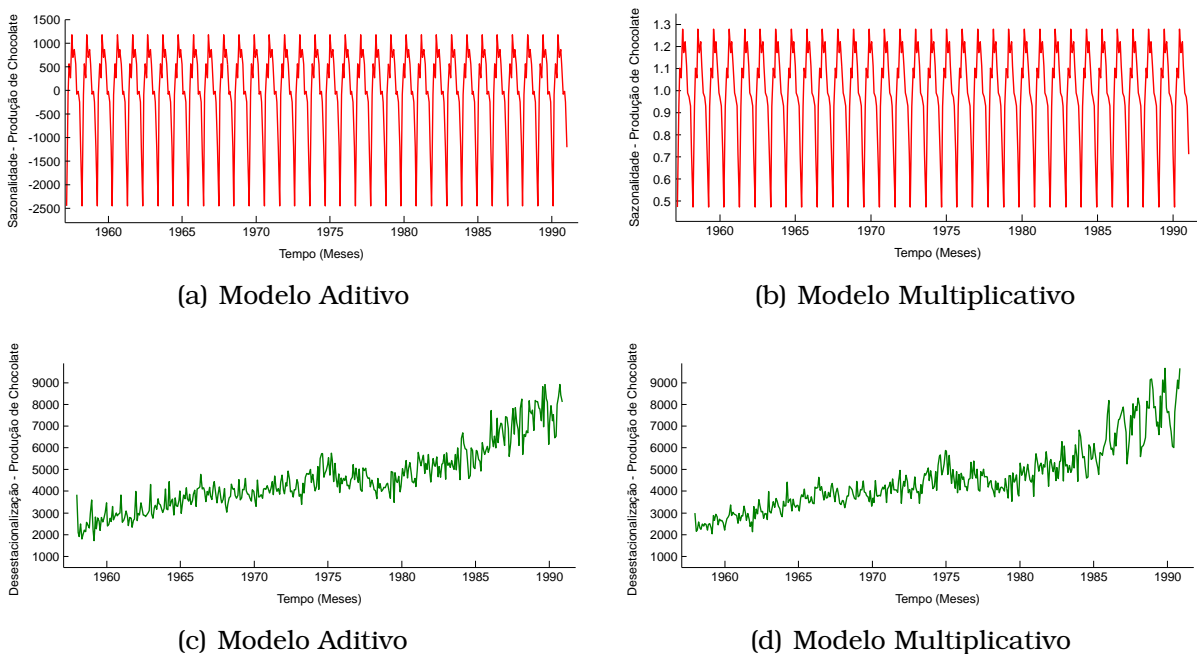 Sazonalidade - Produção de Chocolate
1500
1000
500
0
-500
-1000
-1500
-2000
-2500
1960 1965 1970 1975 1980 1985 1990
Tempo (Meses)
(a) Modelo Aditivo
Sazonalidade - Produção de Chocolate
1.3
1.2
1.1
1.0
0.9
0.8
0.7
0.6
0.5
1960 1965 1970 1975 1980 1985 1990
Tempo (Meses)
(b) Modelo Multiplicativo
Desestacionalização - Produção de Chocolate
9000
8000
7000
6000
5000
4000
3000
2000
1000
1960 1965 1970 1975 1980 1985 1990
Tempo (Meses)
(c) Modelo Aditivo
Desestacionalização - Produção de Chocolate
9000
8000
7000
6000
5000
4000
3000
2000
1000
1960 1965 1970 1975 1980 1985 1990
Tempo (Meses)
(d) Modelo Multiplicativo